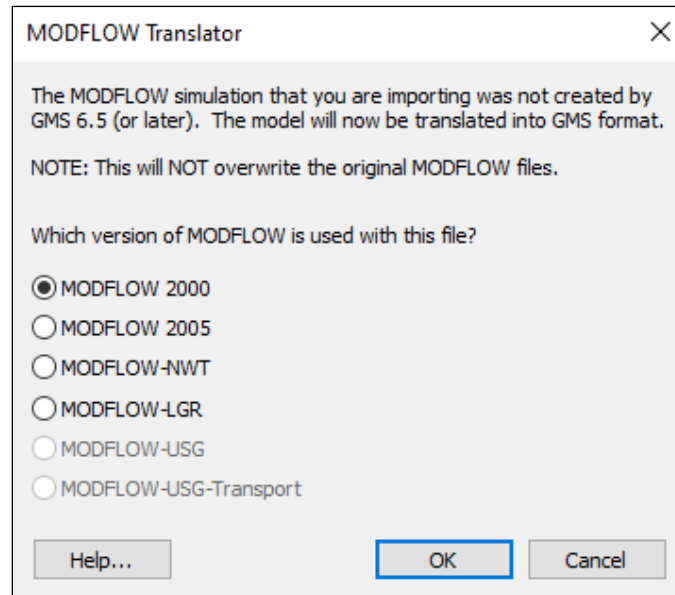 MODFLOW Translator
The MODFLOW simulation that you are importing was not created by
GMS 6.5 (or later).  The model will now be translated into GMS format.
NOTE: This will NOT overwrite the original MODFLOW files.
Which version of MODFLOW is used with this file?
MODFLOW 2000
MODFLOW 2005
MODFLOW-NWT
MODFLOW-LGR
MODFLOW-USG
MODFLOW-USG-Transport
Help... OK Cancel